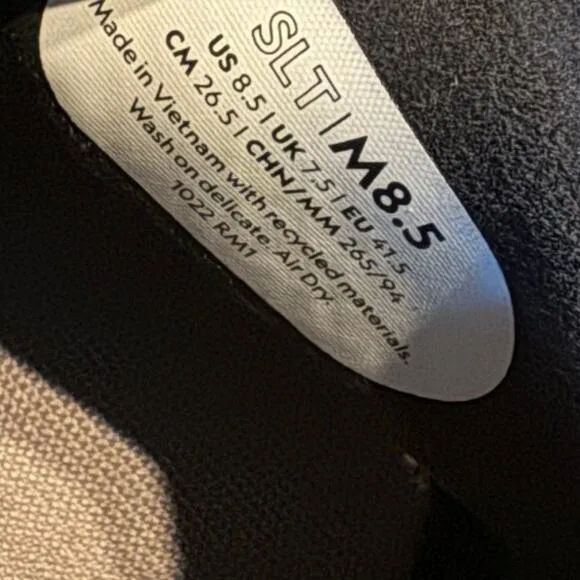 SLT | M8.5
US 8.5 | UK 7.5 | EU 41.5
CM 26.5 | CHN/MM 265/94
Made in Vietnam with recycled materials.
Wash on delicate. Air Dry.
1022 RM1